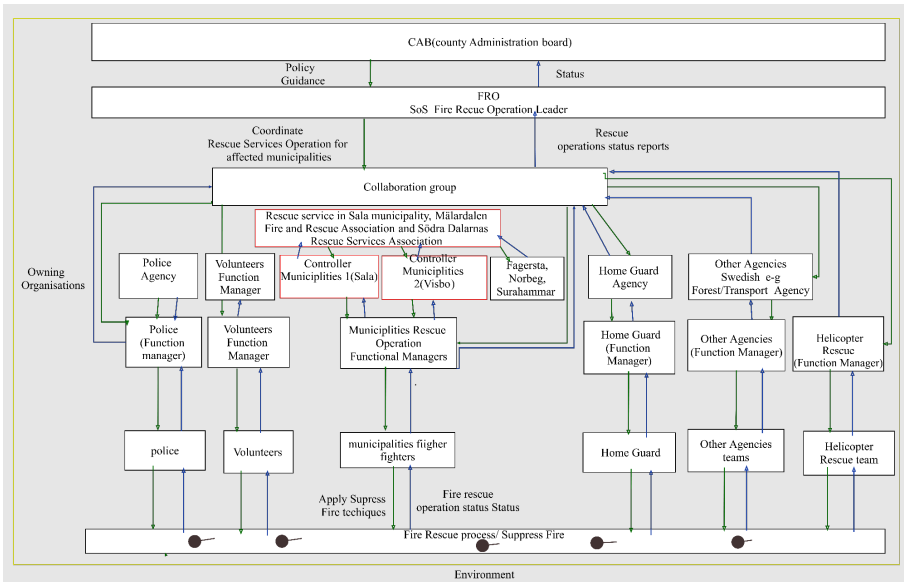 CAB(county Administration board)
Policy
Guidance
Status
FRO
SoS Fire Recue Operation Leader
Coordinate
Rescue Services Operation for
affected municipalities
Rescue
operations status reports
Collaboration group
Rescue service in Sala municipality, Mälardalen
Fire and Rescue Association and Södra Dalarnas
Rescue Services Association
Owning
Organisations
Police
Agency
Volunteers
Function
Manager
Controller
Municiplities 1(Sala)
Controller
Municiplitics
2(Visbo)
Fagersta,
Norbeg,
Surahammar
Home Guard
Agency
Other Agencies
Swedish e-g
Forest/Transport Agency
Police
(Function
manager)
Volunteers
Function
Manager
Municiplities Rescue
Operation
Functional Managers
Home Guard
(Function
Manager)
Other Agencies
(Function Manager)
Helicopter
Rescue
(Function Manager)
police
Volunteers
municipalities fiigher
fighters
Home Guard
Other Agencies
teams
Helicopter
Rescue team
Apply Supress
Fire techiques
Fire rescue
operation status Status
Fire Rescue process/ Suppress Fire
Environment